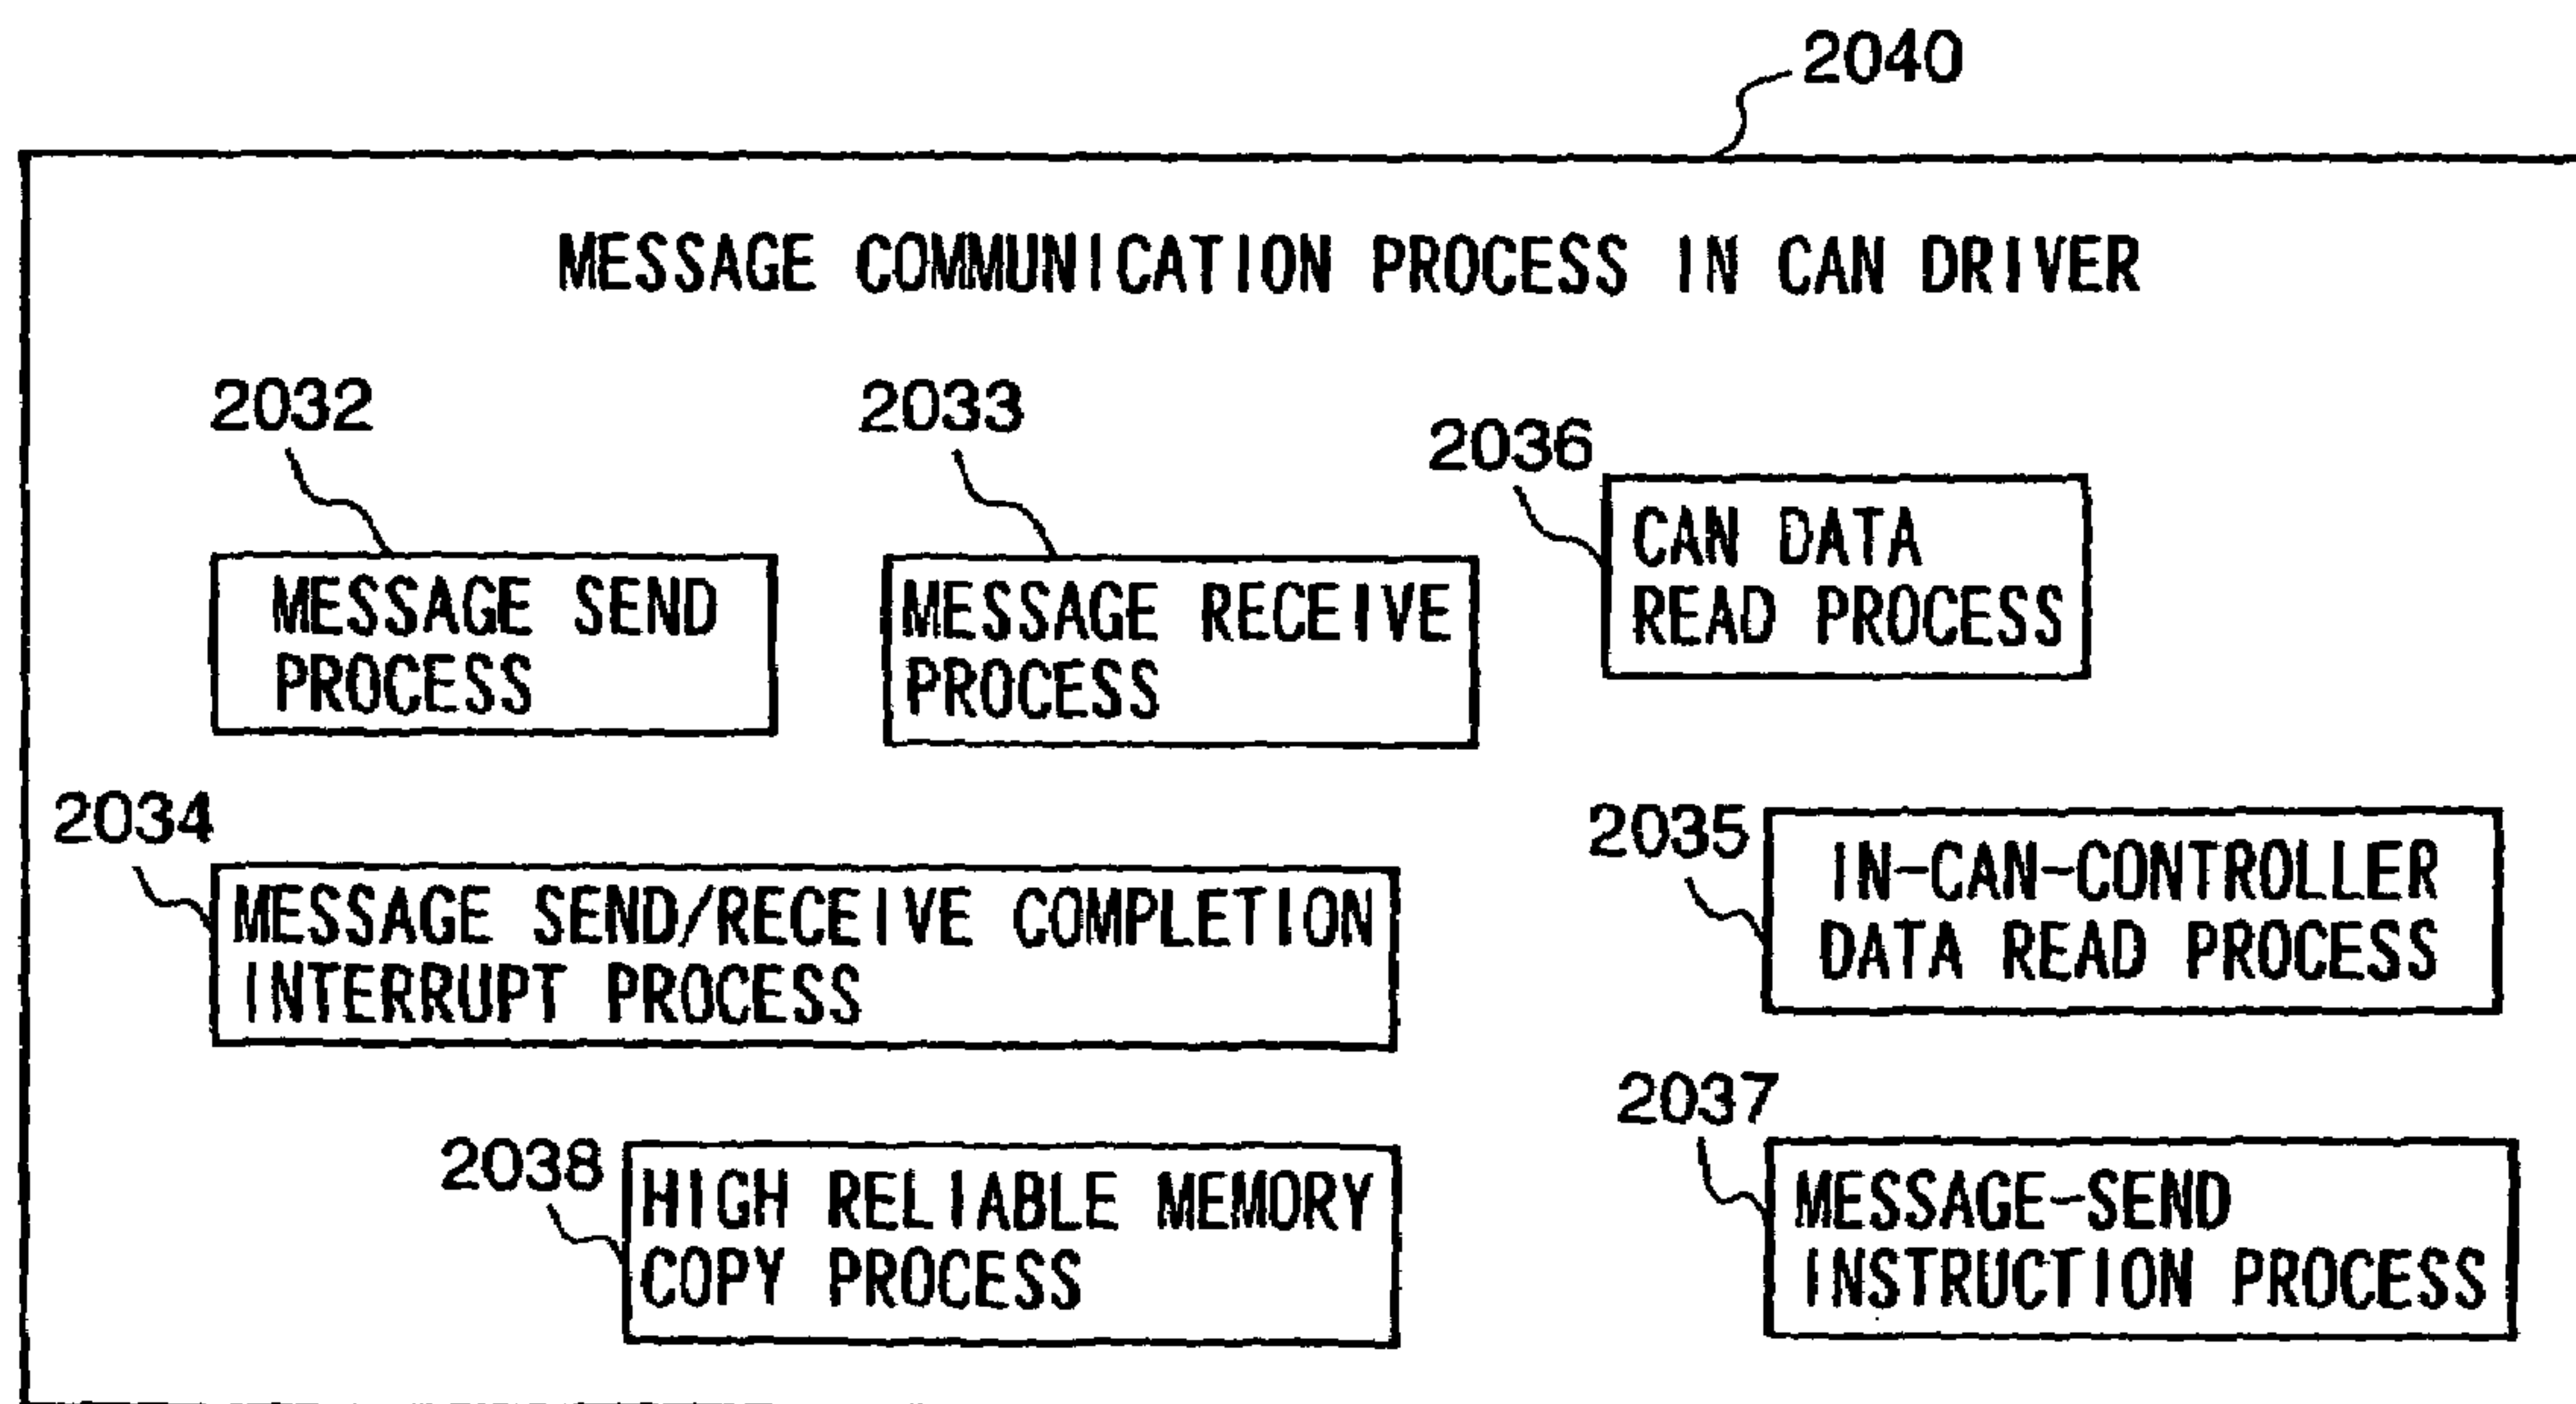 2040
MESSAGE COMMUNICATION PROCESS IN CAN DRIVER
2032
MESSAGE SEND
PROCESS
2033
MESSAGE RECEIVE
PROCESS
2036
CAN DATA
READ PROCESS
2034
MESSAGE SEND/RECEIVE COMPLETION
INTERRUPT PROCESS
2035
IN-CAN-CONTROLLER
DATA READ PROCESS
2038
HIGH RELIABLE MEMORY
COPY PROCESS
2037
MESSAGE-SEND
INSTRUCTION PROCESS